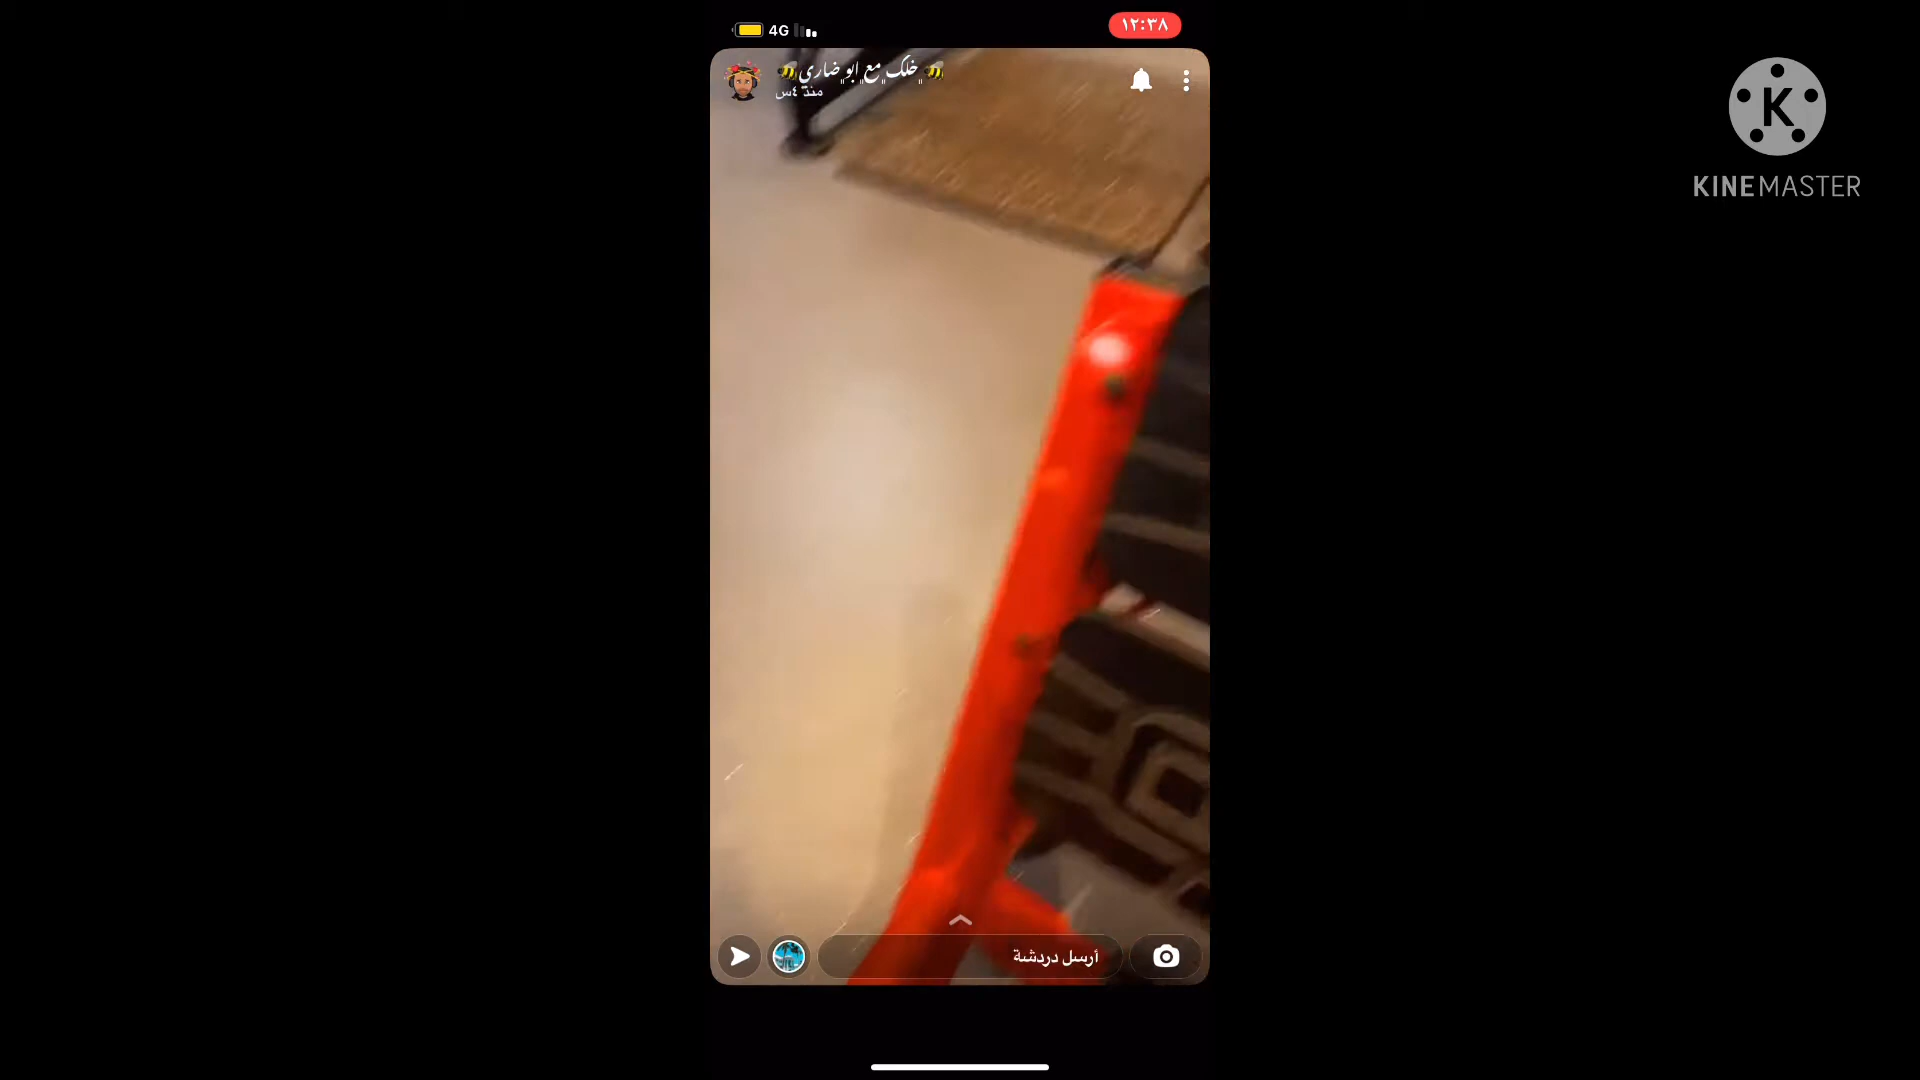 4G
١٢:٣٨
🐝خلك مع ابو ضاري🐝
منذ ٤س
K
KINEMASTER
أرسل دردشة